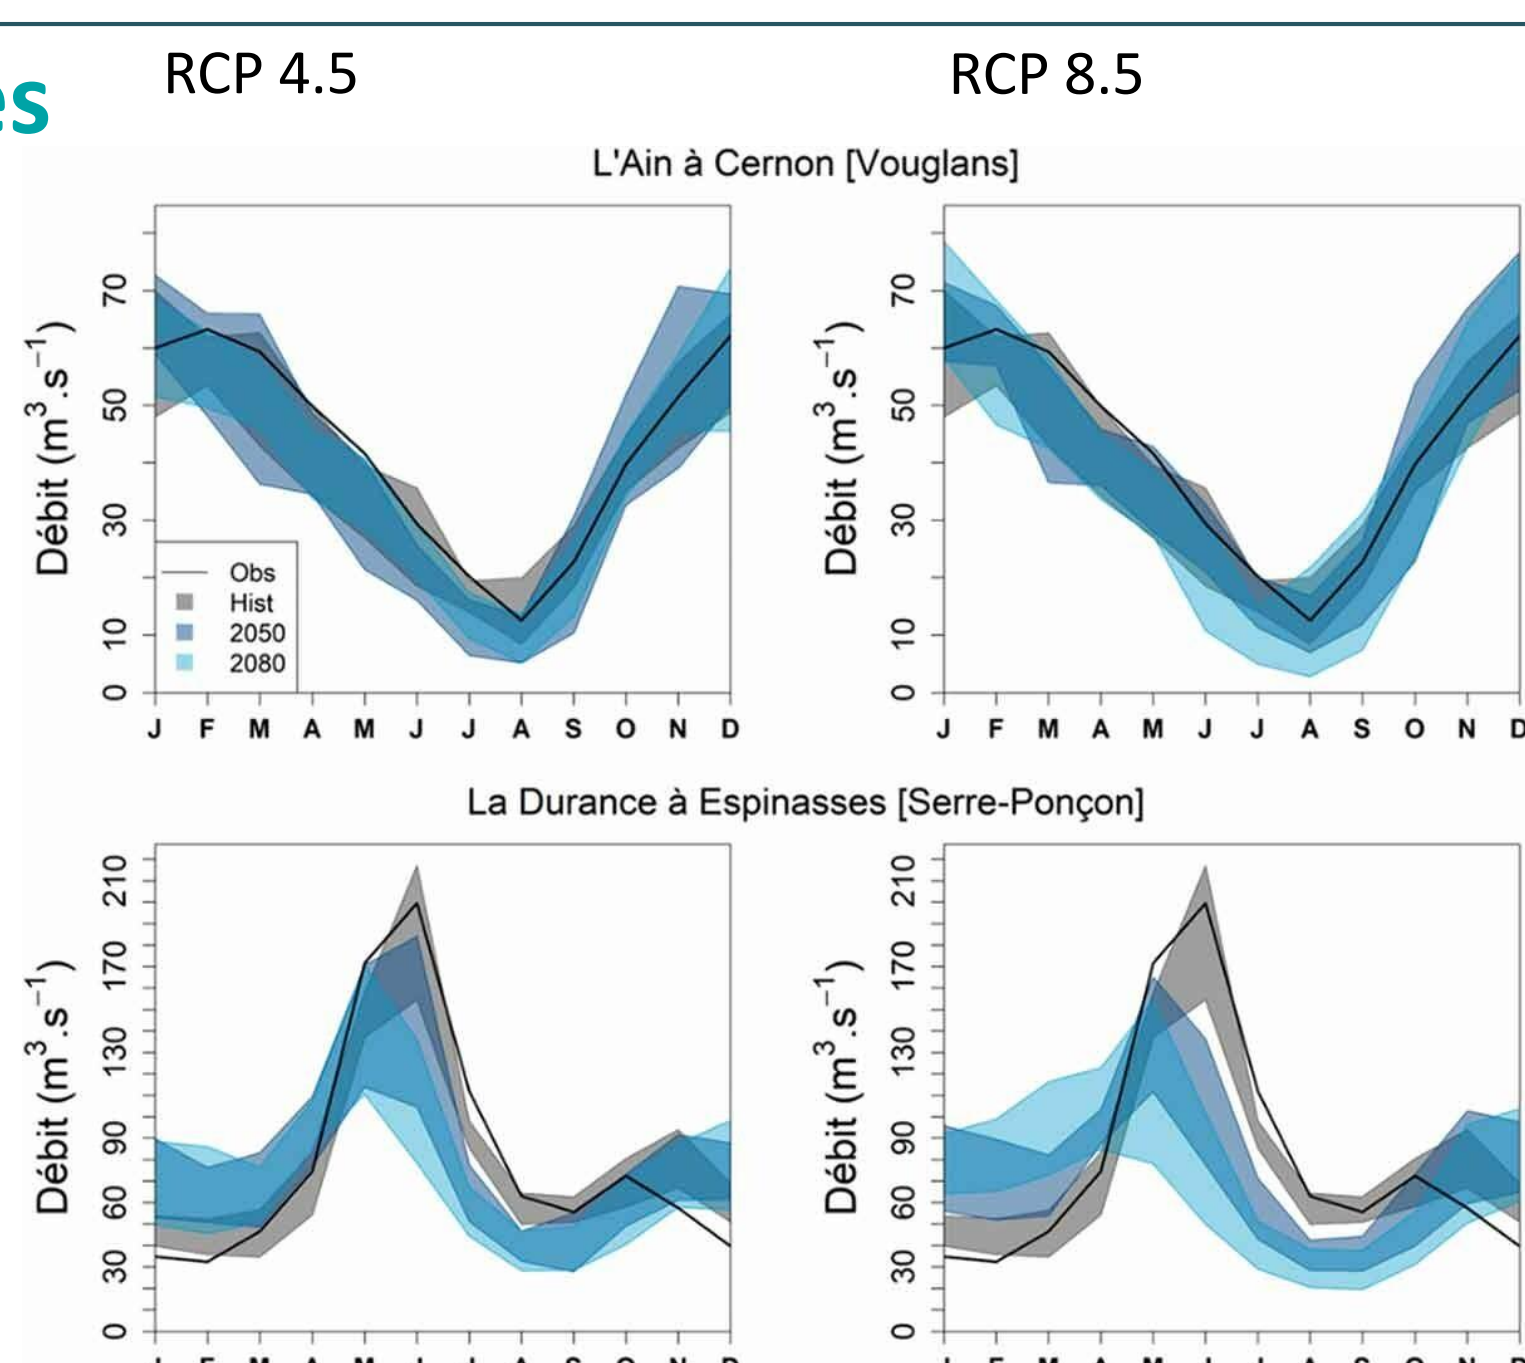 RCP 4.5 RCP 8.5
es
L'Ain à Cernon [Vouglans]
Débit (m³.s⁻¹)
70
50
30
10
0
Obs
Hist
2050
2080
J F M A M J J A S O N D
Débit (m³.s⁻¹)
70
50
30
10
0
J F M A M J J A S O N D
La Durance à Espinasses [Serre-Ponçon]
Débit (m³.s⁻¹)
210
170
130
90
60
30
0
J F M A M J J A S O N D
Débit (m³.s⁻¹)
210
170
130
90
60
30
0
J F M A M J J A S O N D